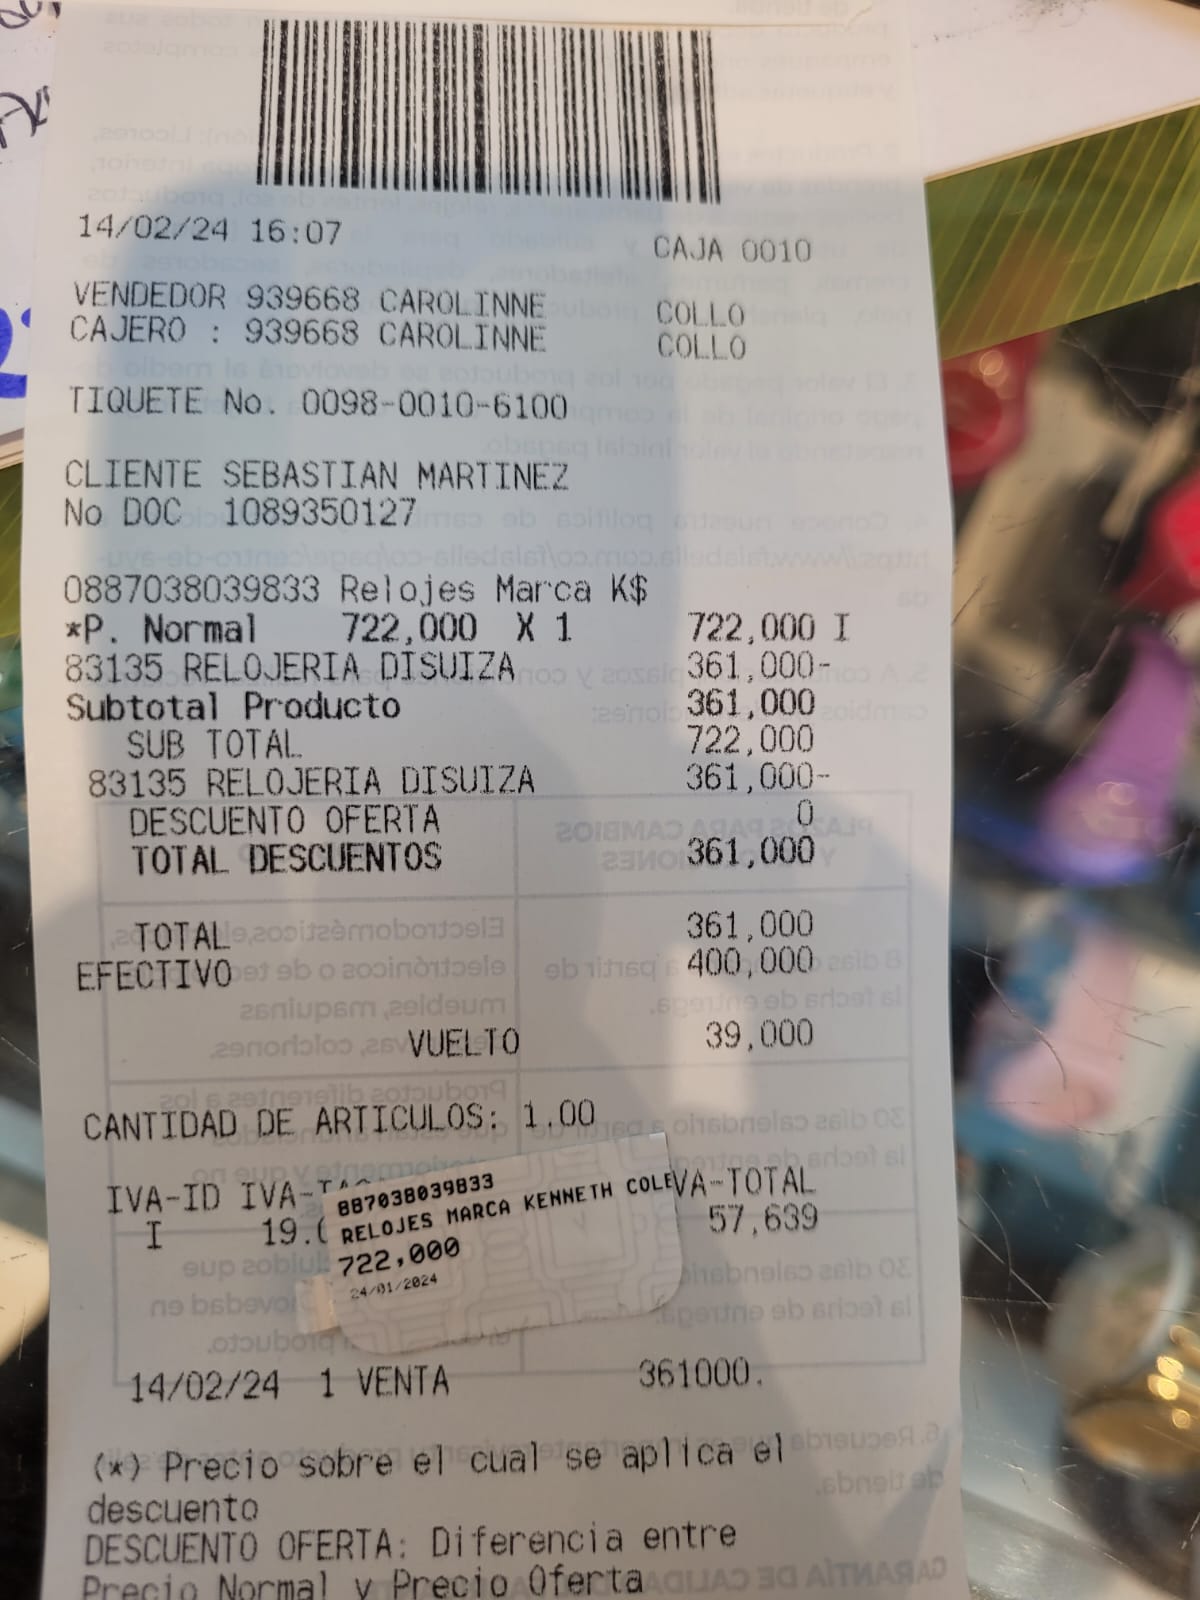 14/02/24 16:07 CAJA 0010
VENDEDOR 939668 CAROLINNE COLLO
CAJERO : 939668 CAROLINNE COLLO
TIQUETE No. 0098-0010-6100
CLIENTE SEBASTIAN MARTINEZ
No DOC 1089350127
0887038039833 Relojes Marca K$
*P. Normal 722,000 X 1 722,000 I
83135 RELOJERIA DISUIZA 361,000-
Subtotal Producto 361,000
SUB TOTAL 722,000
83135 RELOJERIA DISUIZA 361,000-
DESCUENTO OFERTA 0
TOTAL DESCUENTOS 361,000
TOTAL 361,000
EFECTIVO 400,000
VUELTO 39,000
CANTIDAD DE ARTICULOS: 1.00
IVA-ID VA-TOTAL
I 57,639
887038039833
RELOJES MARCA KENNETH COLE
722,000
24/01/2024
14/02/24 1 VENTA 361000.
(*) Precio sobre el cual se aplica el
descuento
DESCUENTO OFERTA: Diferencia entre
Precio Normal y Precio Oferta